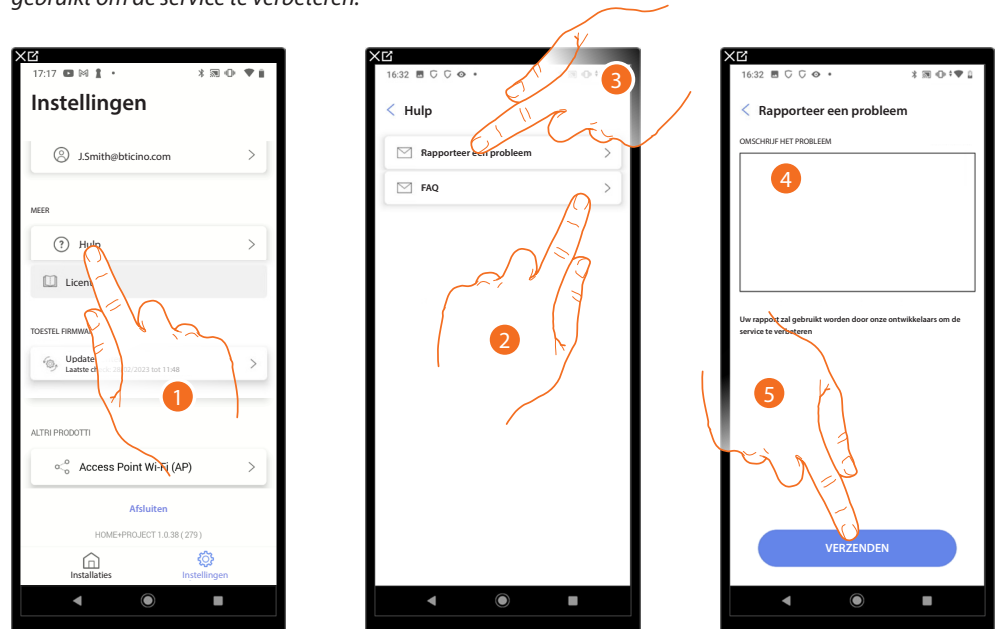 gebruikt om de service te verbeteren.
17:17
Instellingen
J.Smith@bticino.com
MEER
Hulp
TOESTEL
Update
Laatste
2023 tot 11:48
1
ALTRI PRODOTTI
Access Point Wi-Fi (AP)
Afsluiten
HOME+PROJECT 1.0.38 ( 279 )
Installaties
Instellingen
16:32
3
Hulp
Rapporteer een probleem
FAQ
2
16:32
Rapporteer een probleem
OMSCHRIJF HET PROBLEEM
4
Uw rapport zal gebruikt worden door onze ontwikkelaars om de
service te verbeteren
5
VERZENDEN